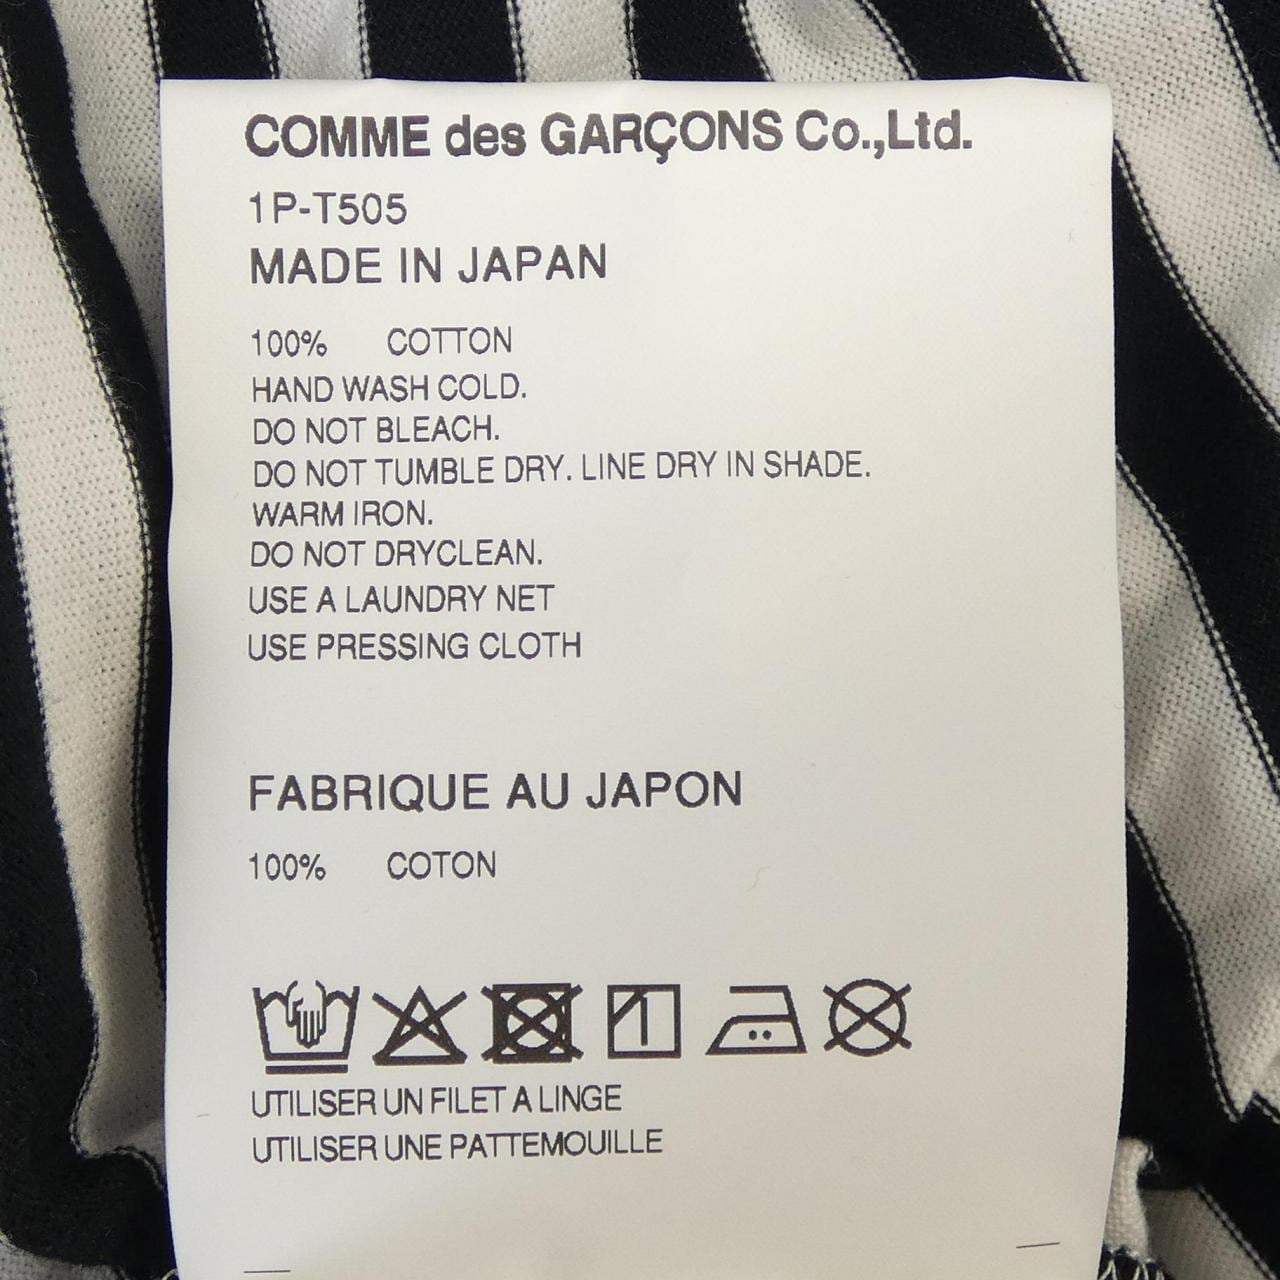 COMME des GARÇONS Co.,Ltd.
1P-T505
MADE IN JAPAN
100% COTTON
HAND WASH COLD.
DO NOT BLEACH.
DO NOT TUMBLE DRY. LINE DRY IN SHADE.
WARM IRON.
DO NOT DRYCLEAN.
USE A LAUNDRY NET
USE PRESSING CLOTH
FABRIQUE AU JAPON
100% COTON
UTILISER UN FILET A LINGE
UTILISER UNE PATTEMOUILLE